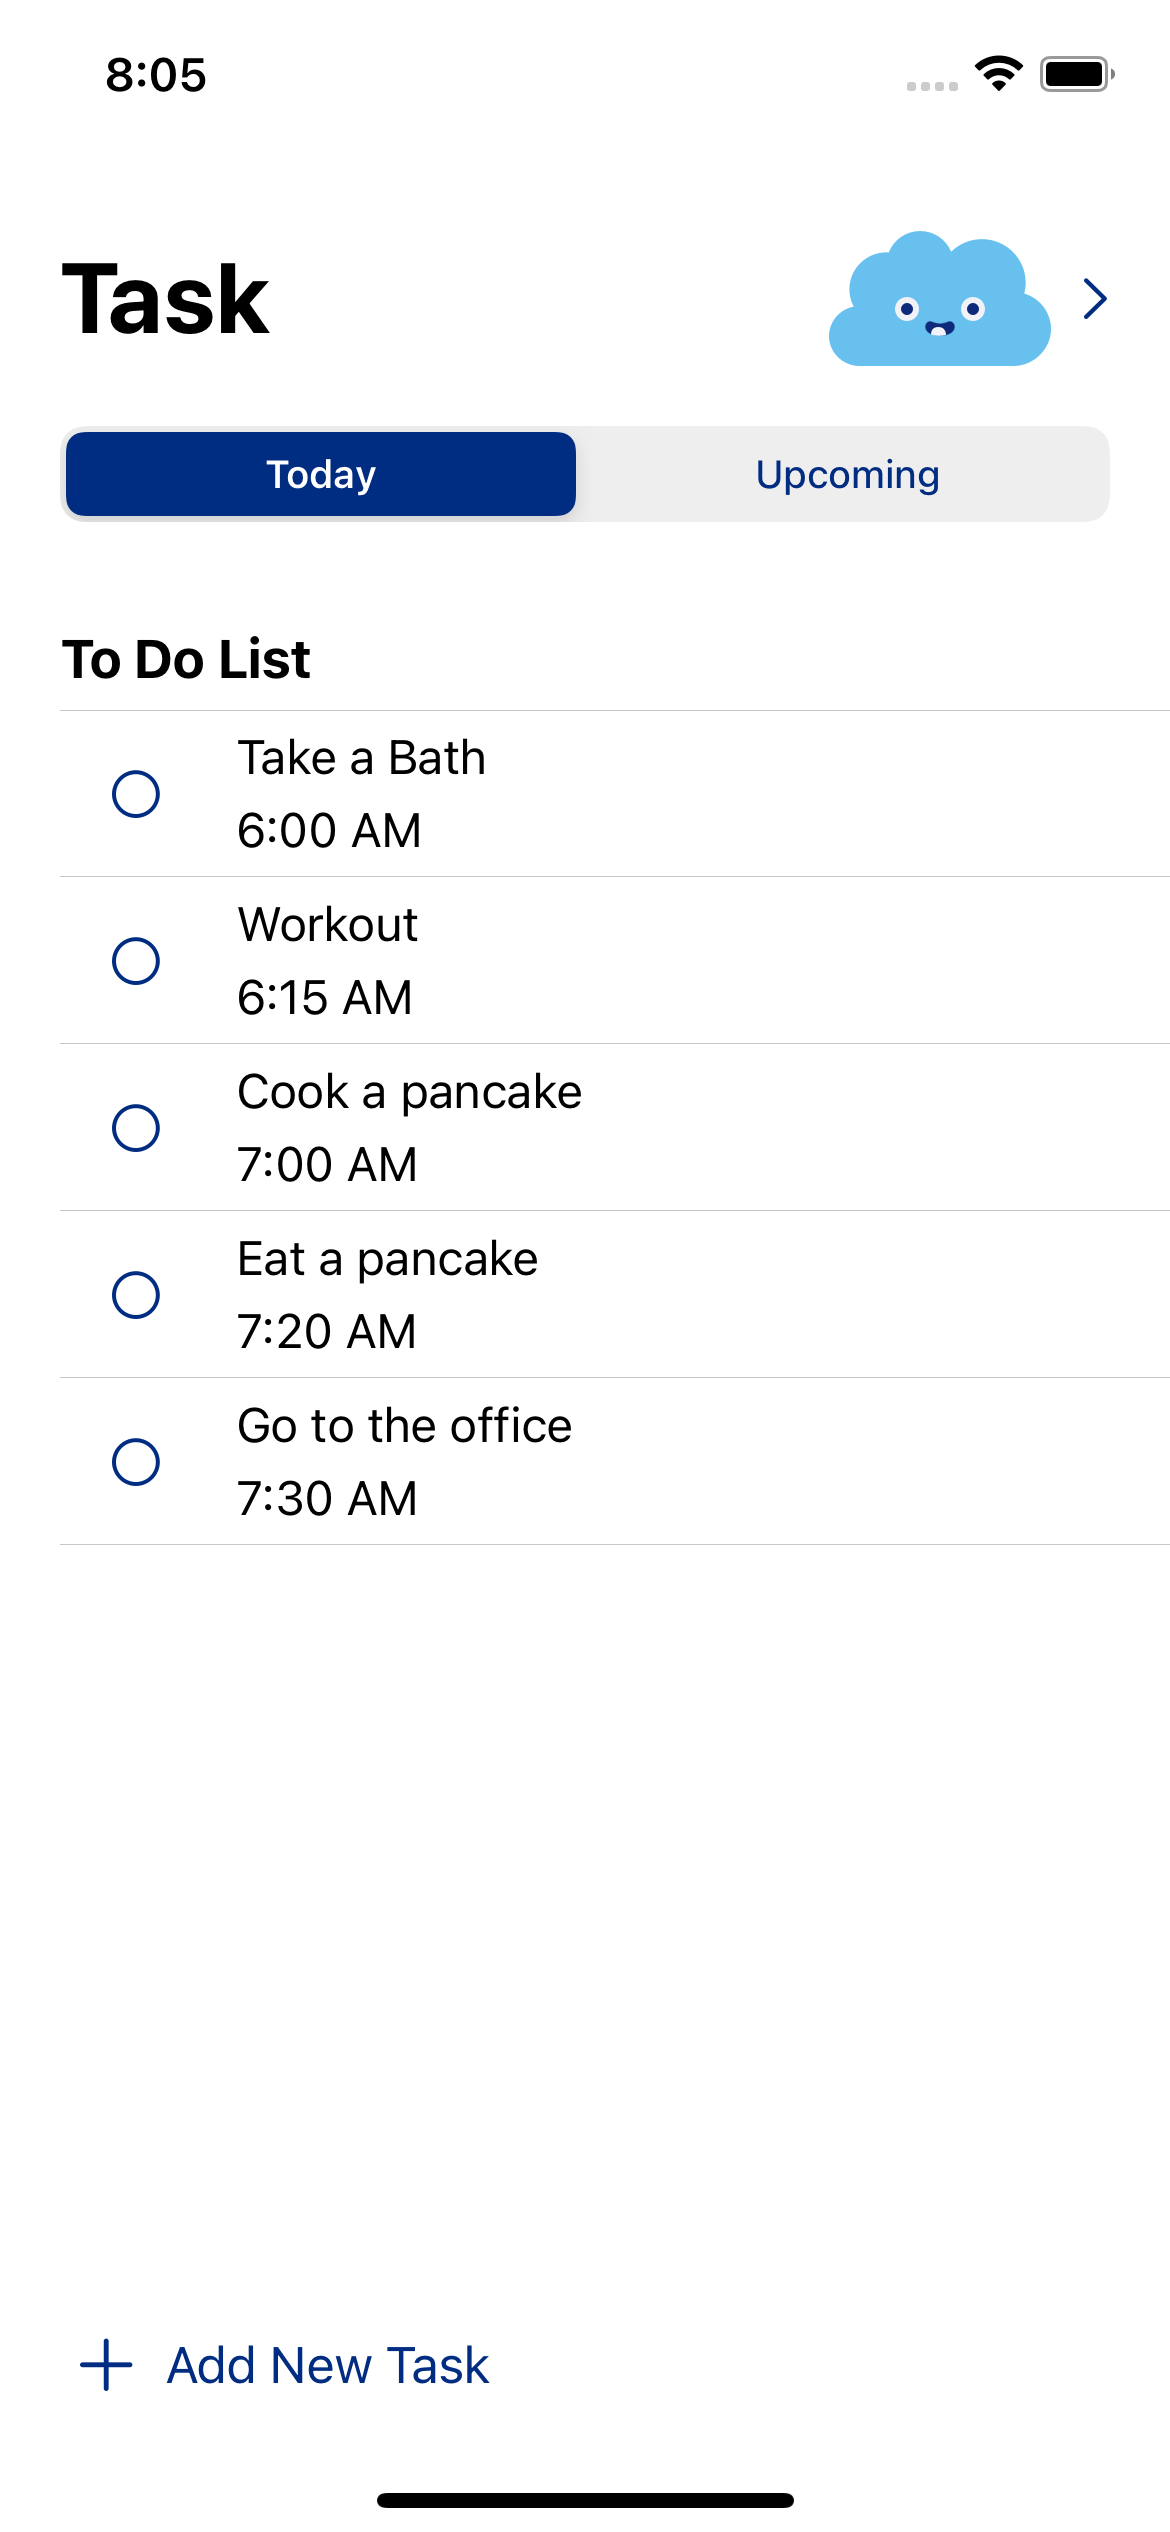 8:05
Task
Today
Upcoming
To Do List
Take a Bath
6:00 AM
Workout
6:15 AM
Cook a pancake
7:00 AM
Eat a pancake
7:20 AM
Go to the office
7:30 AM
Add New Task